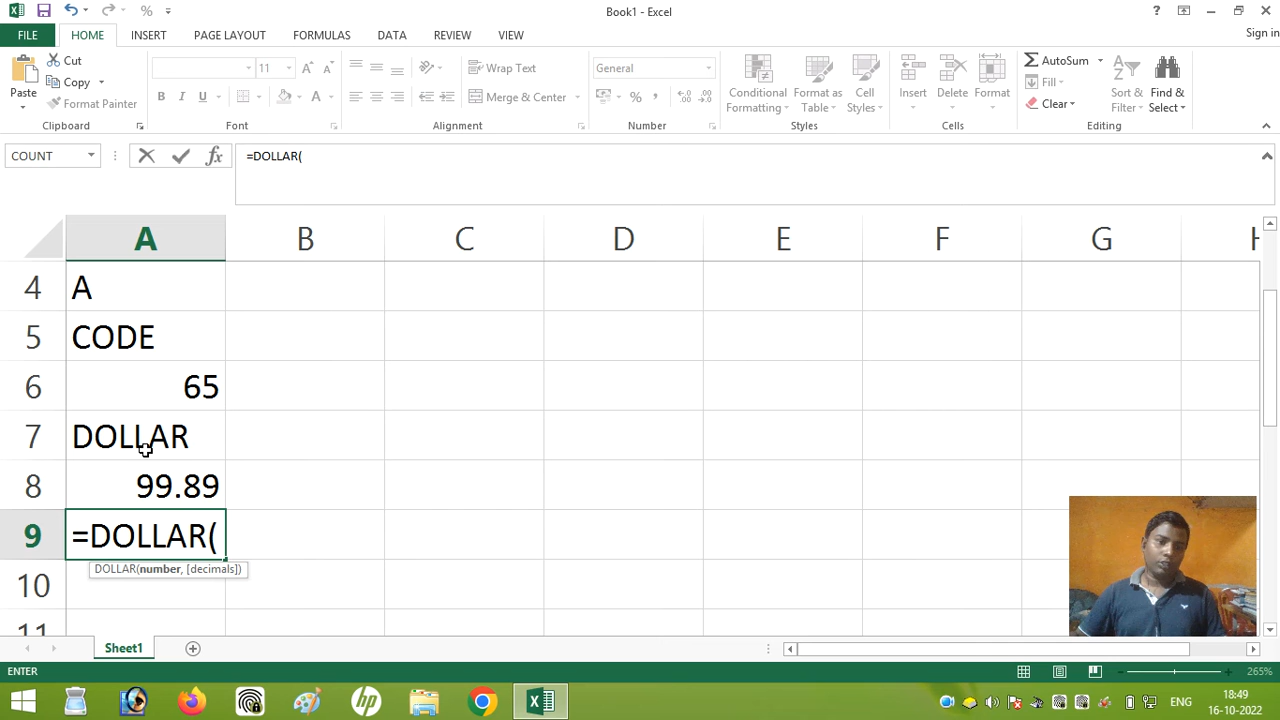 Book1 - Excel
FILE HOME INSERT PAGE LAYOUT FORMULAS DATA REVIEW VIEW
Sign in
Paste
Cut
Copy
Format Painter
Clipboard
11
A A
B I U A
Font
Wrap Text
Merge & Center
Alignment
General
%
Number
Conditional Formatting
Format as Table
Cell Styles
Styles
Insert
Delete
Format
Cells
AutoSum
Fill
Clear
Sort & Filter
Find & Select
Editing
COUNT
fx
=DOLLAR(
A B C D E F G H
4 A
5 CODE
6 65
7 DOLLAR
8 99.89
9 =DOLLAR(
DOLLAR(number, [decimals])
10
11
Sheet1
ENTER
265%
hp
ENG
18:49
16-10-2022